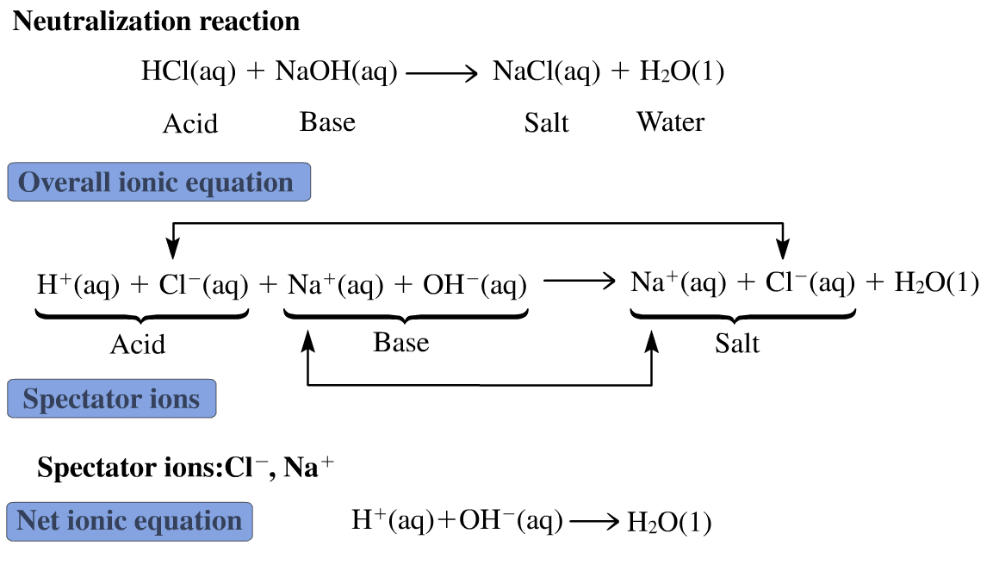 Neutralization reaction
HCl(aq) + NaOH(aq) ⟶ NaCl(aq) + H₂O(1)
Acid Base Salt Water
Overall ionic equation
H⁺(aq) + Cl⁻(aq) + Na⁺(aq) + OH⁻(aq) ⟶ Na⁺(aq) + Cl⁻(aq) + H₂O(1)
Acid Base Salt
Spectator ions
Spectator ions:Cl⁻, Na⁺
Net ionic equation H⁺(aq)+OH⁻(aq) ⟶ H₂O(1)